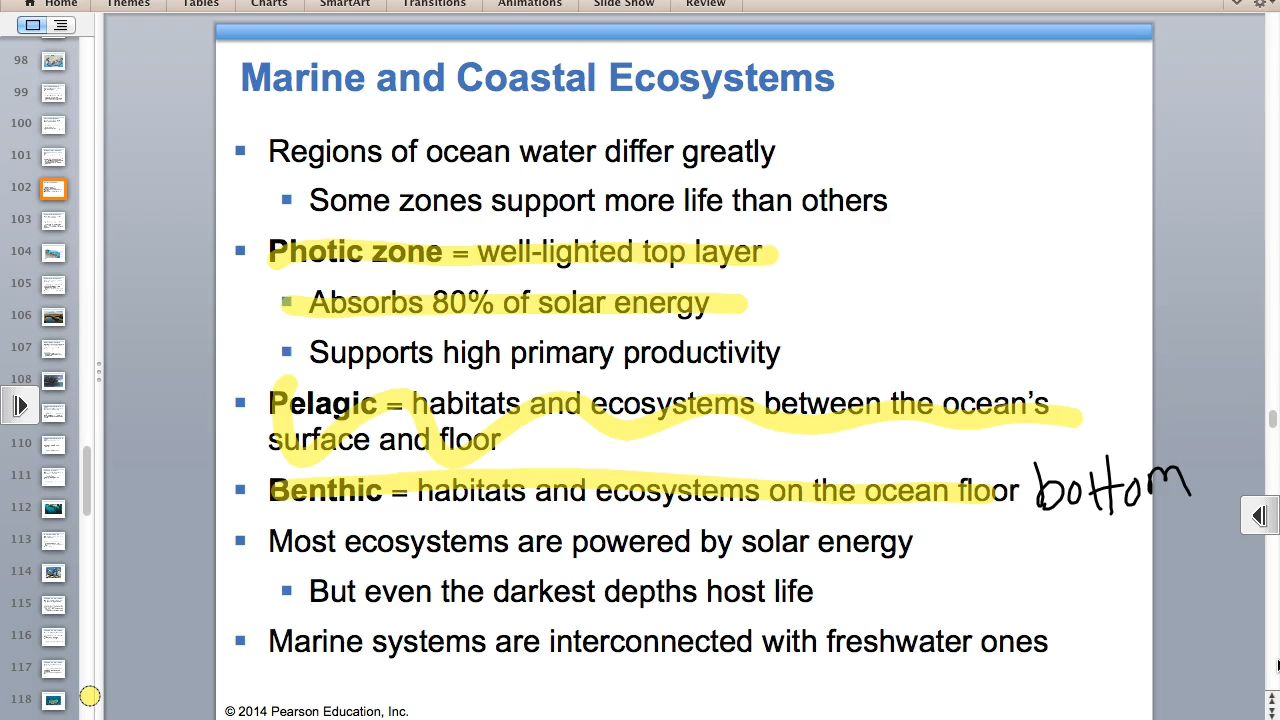 Home Themes Tables Charts SmartArt Transitions Animations Slide Show Review
98
99
100
101
102
103
104
105
106
107
108
110
111
112
113
114
115
116
117
118
Marine and Coastal Ecosystems
Regions of ocean water differ greatly
Some zones support more life than others
Photic zone = well-lighted top layer
Absorbs 80% of solar energy
Supports high primary productivity
Pelagic = habitats and ecosystems between the ocean's
surface and floor
Benthic = habitats and ecosystems on the ocean floor bottom
Most ecosystems are powered by solar energy
But even the darkest depths host life
Marine systems are interconnected with freshwater ones
© 2014 Pearson Education, Inc.